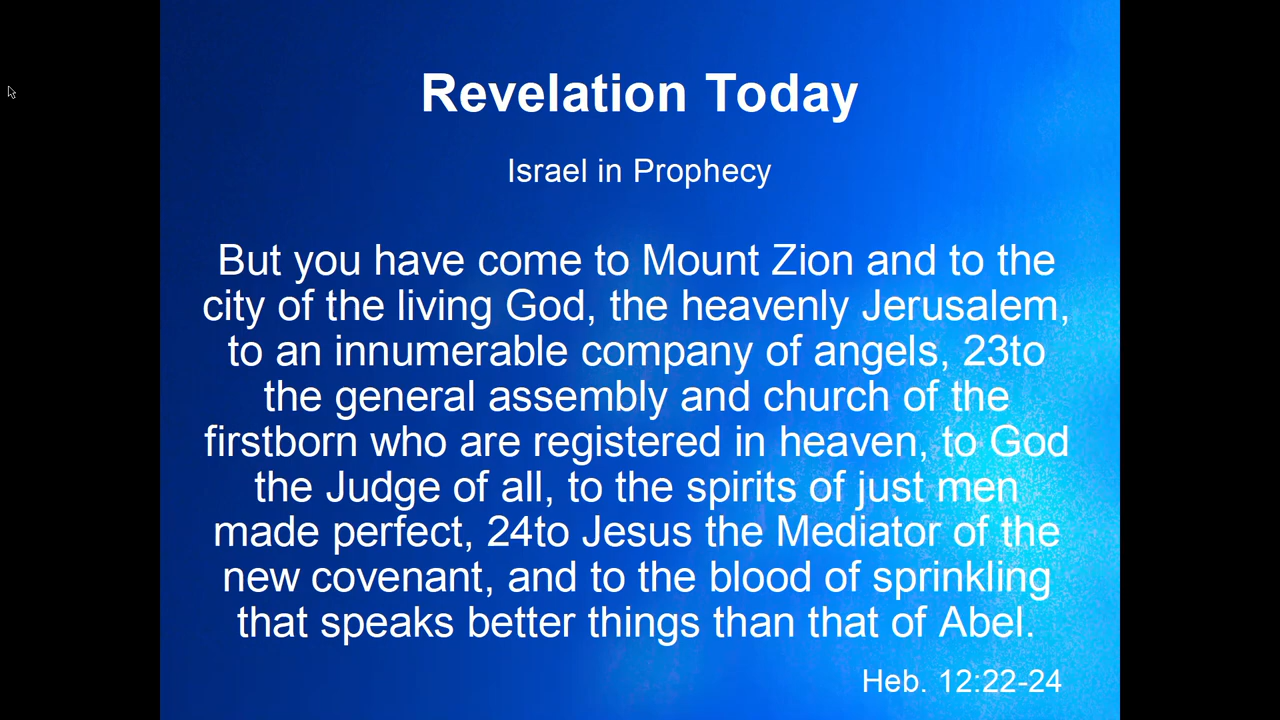 Revelation Today
Israel in Prophecy
But you have come to Mount Zion and to the
city of the living God, the heavenly Jerusalem,
to an innumerable company of angels, 23to
the general assembly and church of the
firstborn who are registered in heaven, to God
the Judge of all, to the spirits of just men
made perfect, 24to Jesus the Mediator of the
new covenant, and to the blood of sprinkling
that speaks better things than that of Abel.
Heb. 12:22-24